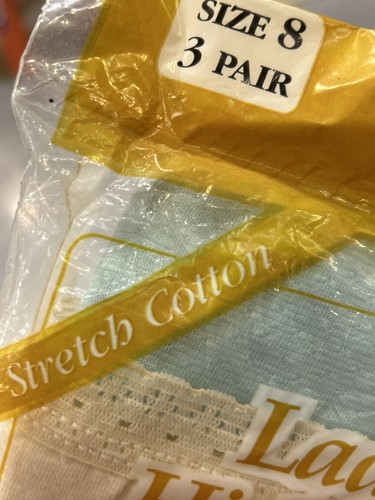 SIZE 8
3 PAIR
Stretch Cotton